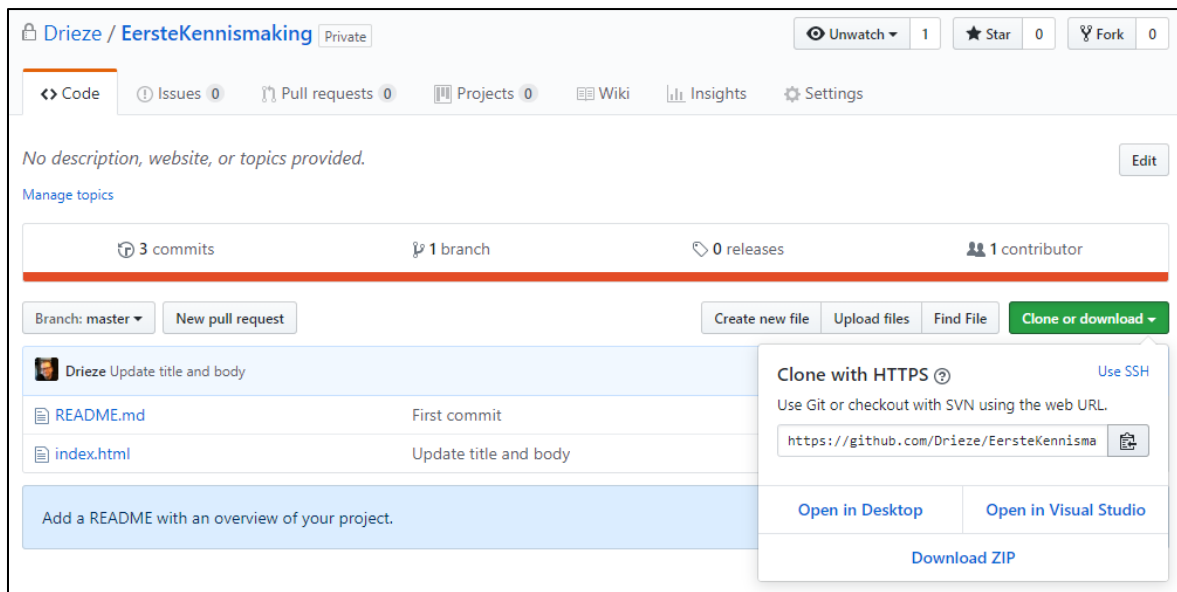 Drieze / EersteKennismaking Private Unwatch 1 Star 0 Fork 0
Code Issues 0 Pull requests 0 Projects 0 Wiki Insights Settings
No description, website, or topics provided. Edit
Manage topics
3 commits 1 branch 0 releases 1 contributor
Branch: master New pull request Create new file Upload files Find File Clone or download
Drieze Update title and body
README.md First commit
index.html Update title and body
Add a README with an overview of your project.
Clone with HTTPS Use SSH
Use Git or checkout with SVN using the web URL.
https://github.com/Drieze/EersteKennisma
Open in Desktop Open in Visual Studio
Download ZIP